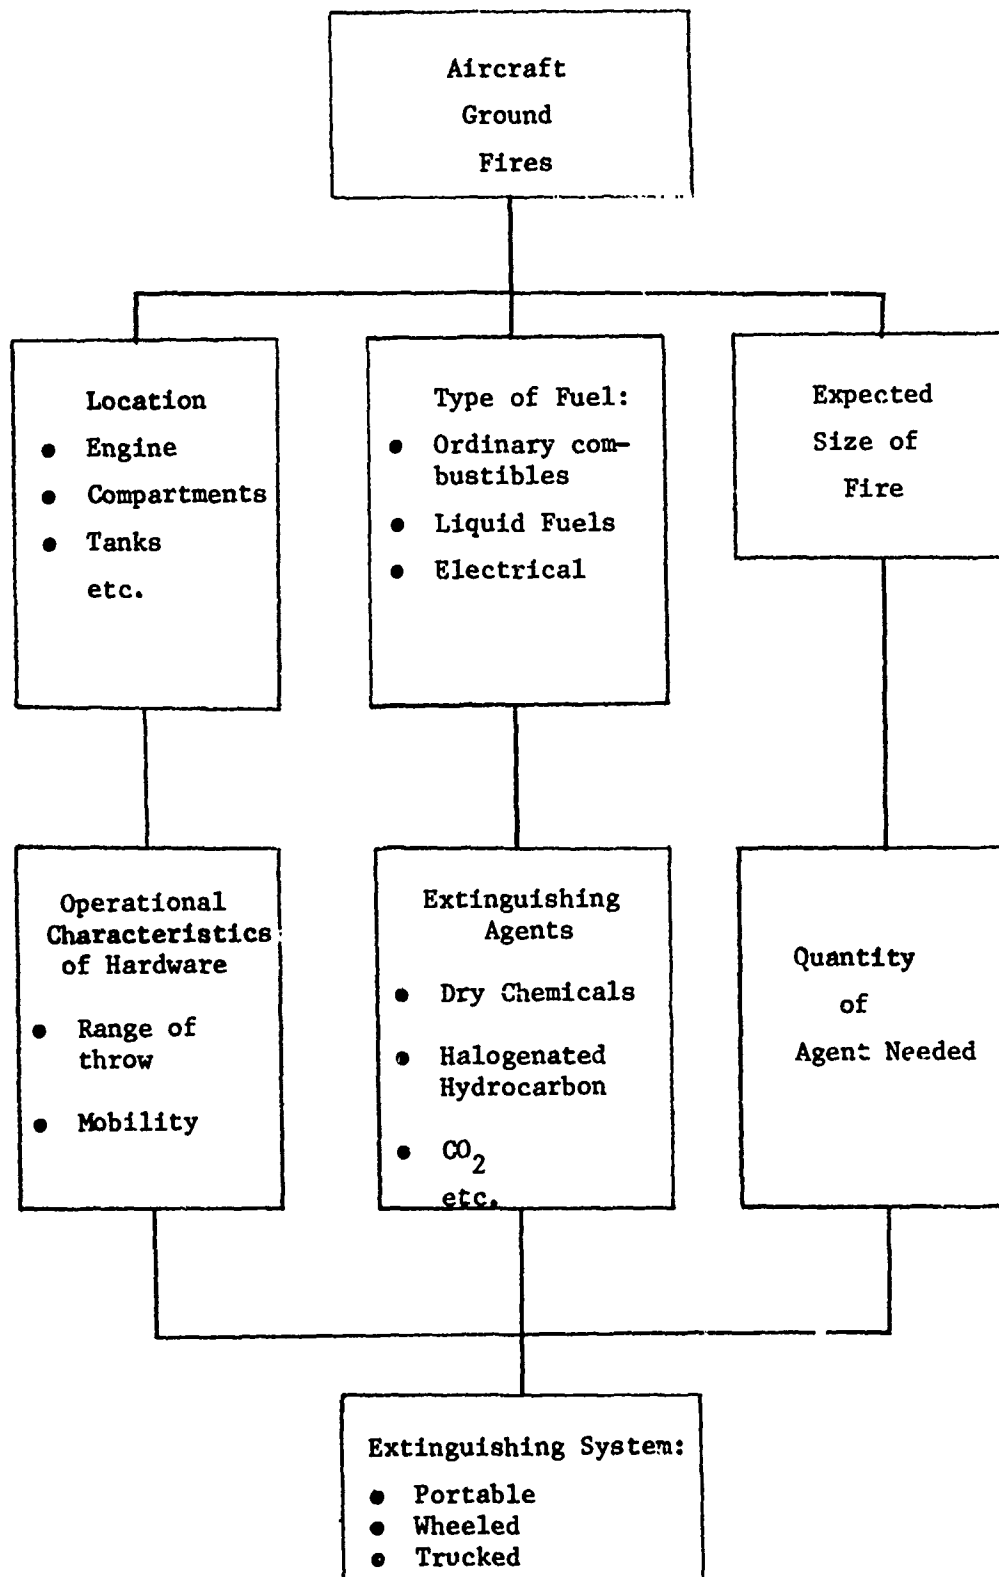 Aircraft
Ground
Fires
Location
● Engine
● Compartments
● Tanks
etc.
Type of Fuel:
● Ordinary com-
bustibles
● Liquid Fuels
● Electrical
Expected
Size of
Fire
Operational
Characteristics
of Hardware
● Range of
throw
● Mobility
Extinguishing
Agents
● Dry Chemicals
● Halogenated
Hydrocarbon
● CO2
etc.
Quantity
of
Agent Needed
Extinguishing System:
● Portable
● Wheeled
● Trucked